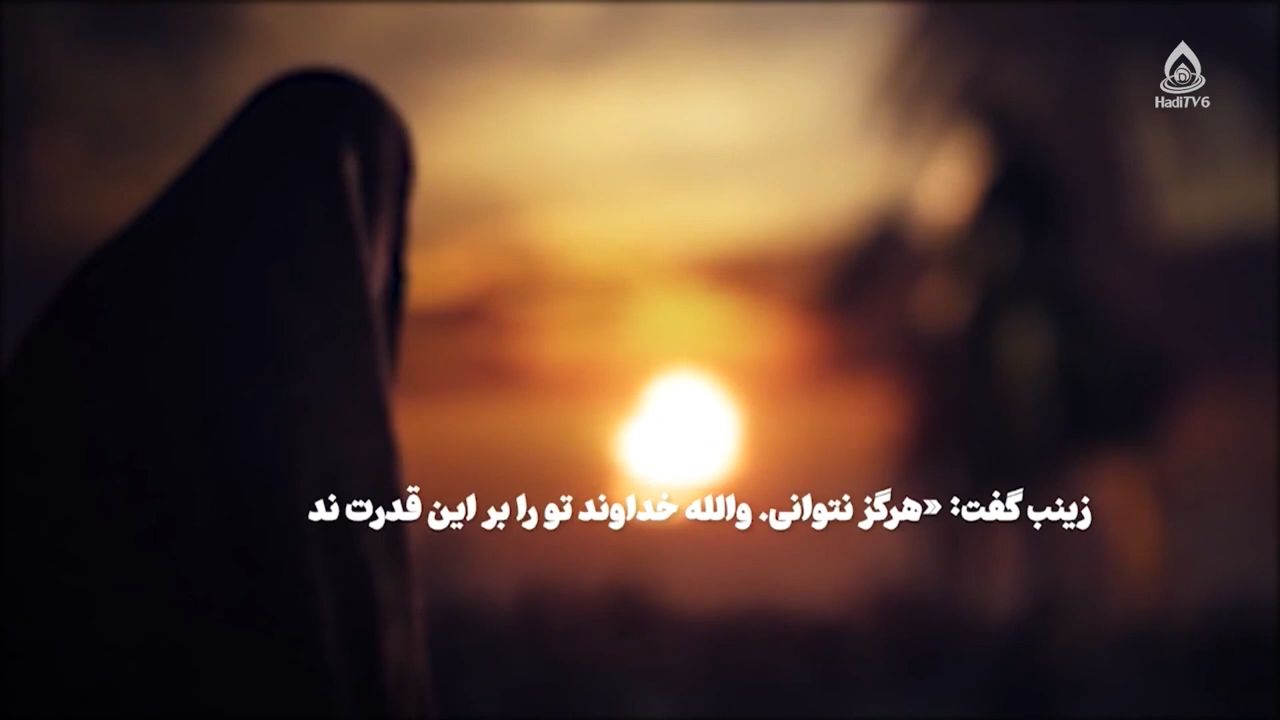 HadiTV6
زینب گفت: «هرگز نتوانی. والله خداوند تو را بر این قدرت ند